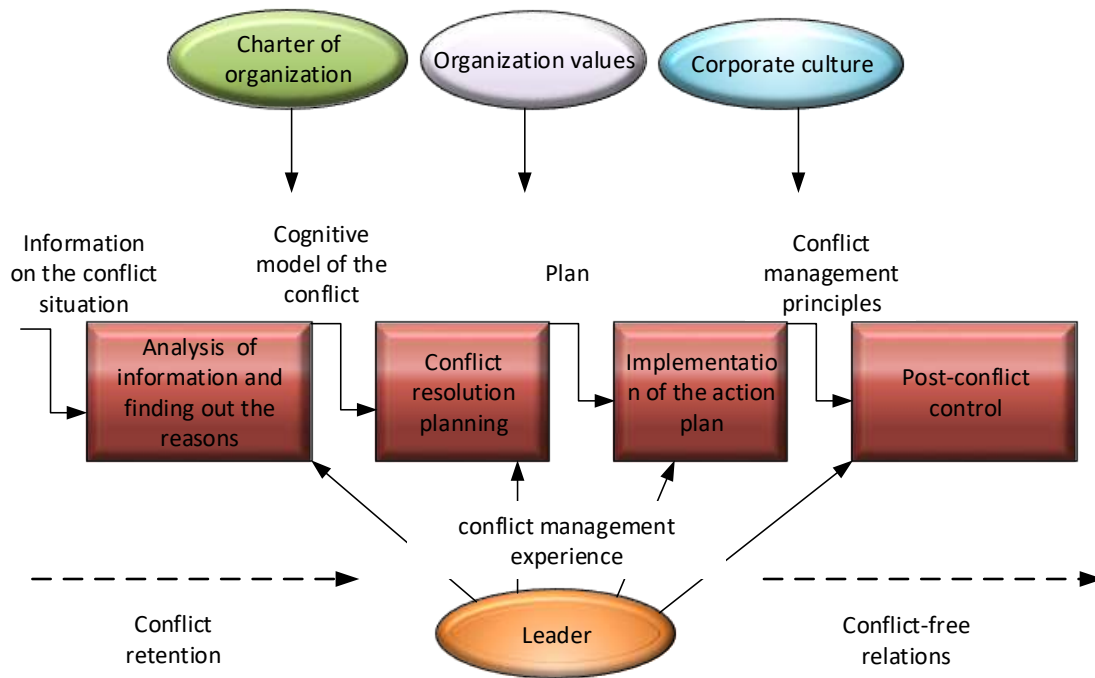 Charter of
organization
Organization values
Corporate culture
Information
on the conflict
situation
Cognitive
model of the
conflict
Plan
Conflict
management
principles
Analysis of
information and
finding out the
reasons
Conflict
resolution
planning
Implementatio
n of the action
plan
Post-conflict
control
conflict management
experience
Conflict
retention
Leader
Conflict-free
relations